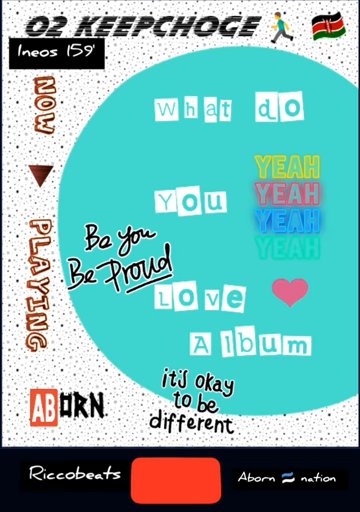 02 KEEPCHOGE
Ineos 159'
NOW
PLAYING
What do
You
YEAH
YEAH
YEAH
YEAH
Be You
Be Proud
LOVE
Album
it's okay
to be
different
ABORN
Riccobeats
Aborn nation